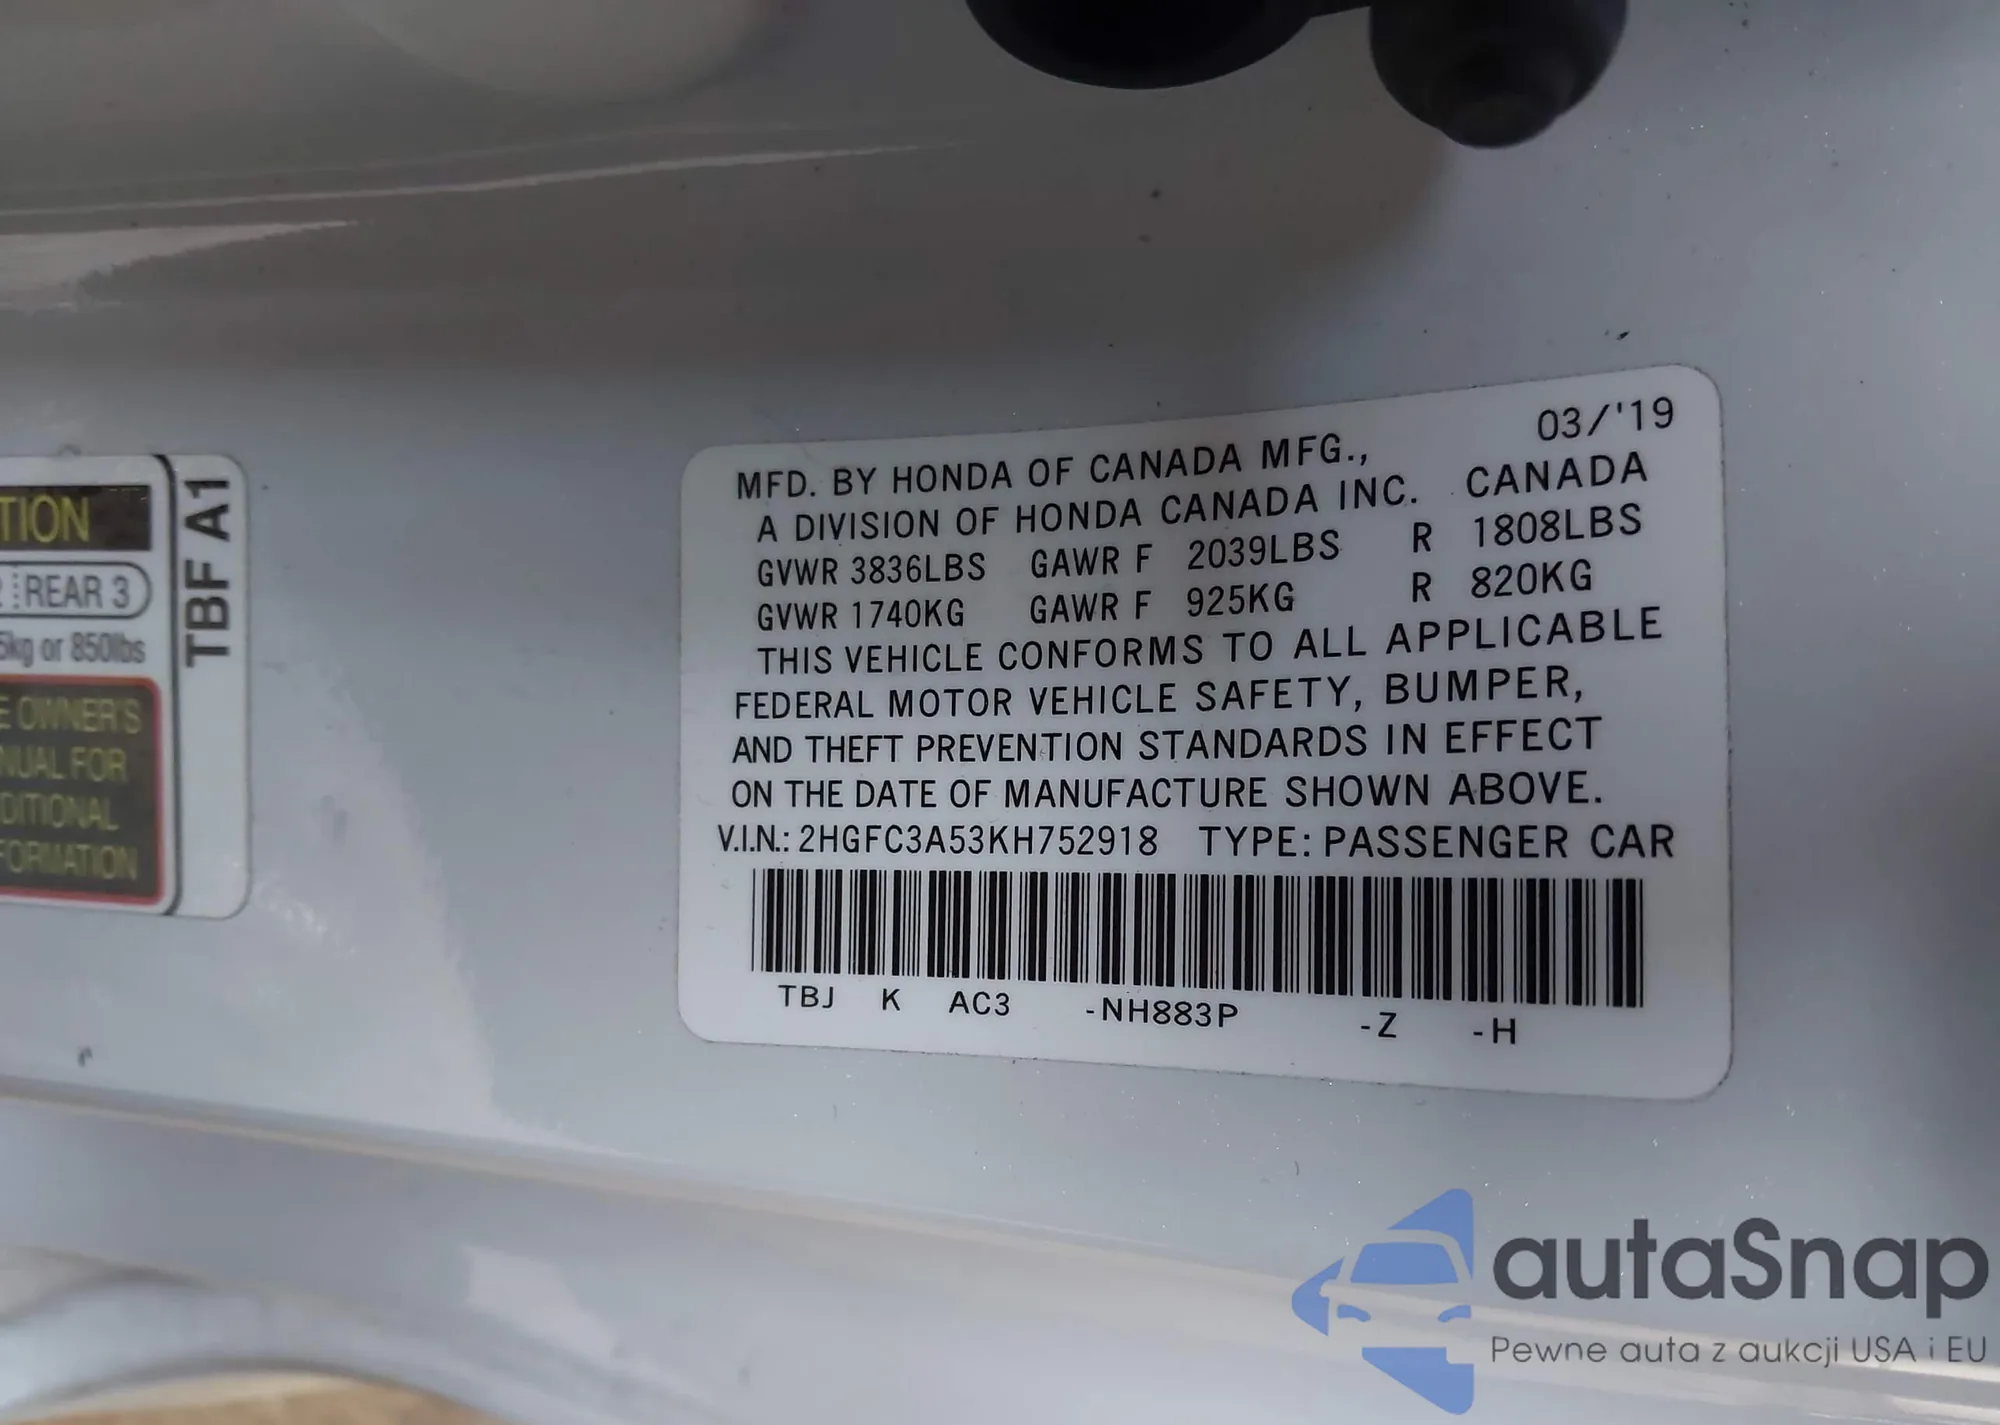 TION
REAR 3
5kg or 850lbs
E OWNER'S
NUAL FOR
DITIONAL
FORMATION
TBF A1
03/'19
MFD. BY HONDA OF CANADA MFG.,
A DIVISION OF HONDA CANADA INC. CANADA
GVWR 3836LBS GAWR F 2039LBS R 1808LBS
GVWR 1740KG GAWR F 925KG R 820KG
THIS VEHICLE CONFORMS TO ALL APPLICABLE
FEDERAL MOTOR VEHICLE SAFETY, BUMPER,
AND THEFT PREVENTION STANDARDS IN EFFECT
ON THE DATE OF MANUFACTURE SHOWN ABOVE.
V.I.N.: 2HGFC3A53KH752918 TYPE: PASSENGER CAR
TBJ K AC3 -NH883P -Z -H
autaSnap
Pewne auta z aukcji USA i EU